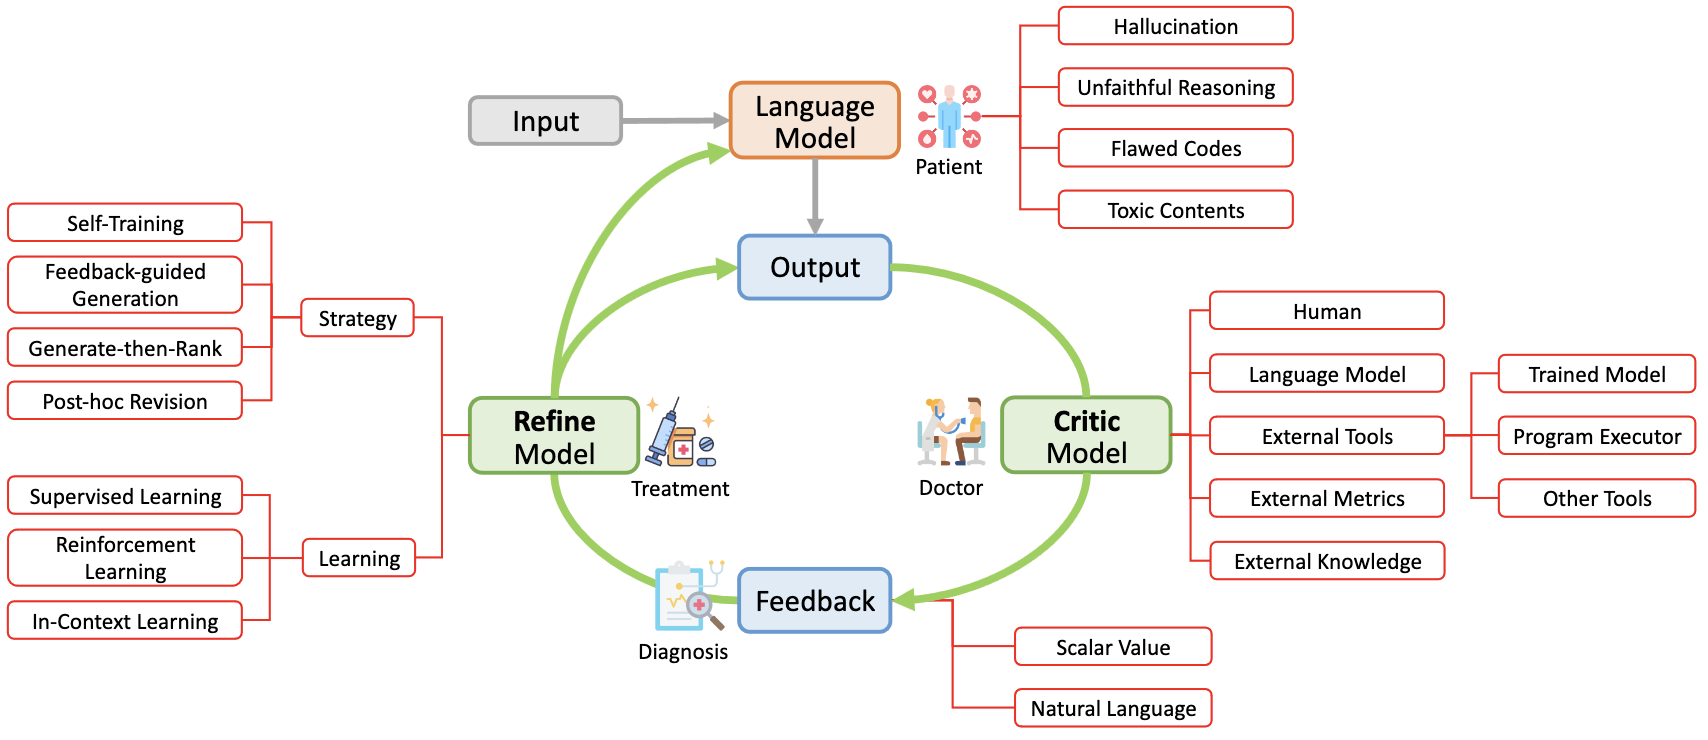 Hallucination
Unfaithful Reasoning
Flawed Codes
Toxic Contents
Input
Language
Model
Patient
Output
Self-Training
Feedback-guided
Generation
Generate-then-Rank
Post-hoc Revision
Strategy
Supervised Learning
Reinforcement
Learning
In-Context Learning
Learning
Refine
Model
Treatment
Doctor
Critic
Model
Human
Language Model
External Tools
External Metrics
External Knowledge
Trained Model
Program Executor
Other Tools
Diagnosis
Feedback
Scalar Value
Natural Language